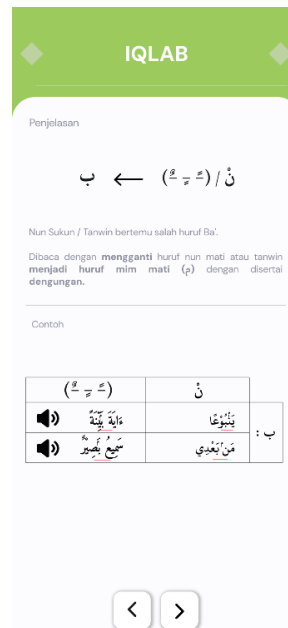 IQLAB
Penjelasan
نْ / (ـًـ ـٍـ ـٌـ) ← ب
Nun Sukun / Tanwin bertemu salah huruf Ba'.
Dibaca dengan mengganti huruf nun mati atau tanwin
menjadi huruf mim mati (م) dengan disertai
dengungan.
Contoh
نْ (ـًـ ـٍـ ـٌـ)
ب : يَنْۢبُوْعًا ءَايَةًۢ بَيِّنَةً
مَنْۢ بَعْدِي سَمِيعٌۢ بَصِيرٌ